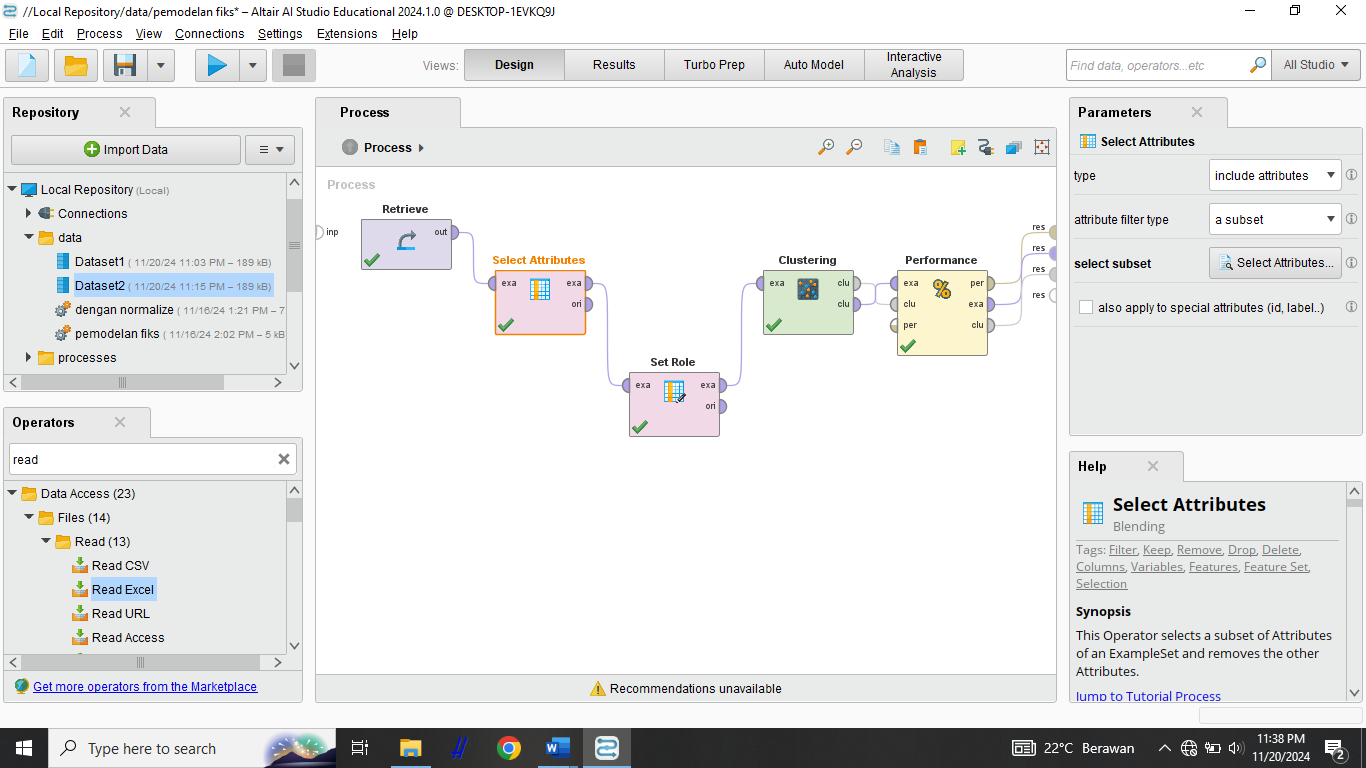 //Local Repository/data/pemodelan fiks* – Altair AI Studio Educational 2024.1.0 @ DESKTOP-1EVKQ9J
File Edit Process View Connections Settings Extensions Help
Views: Design Results Turbo Prep Auto Model Interactive Analysis
Find data, operators...etc All Studio
Repository
Import Data
Local Repository (Local)
Connections
data
Dataset1 ( 11/20/24 11:03 PM – 189 kB)
Dataset2 ( 11/20/24 11:15 PM – 189 kB)
dengan normalize ( 11/16/24 1:21 PM – 7
pemodelan fiks ( 11/16/24 2:02 PM – 5 kB
processes
Operators
read
Data Access (23)
Files (14)
Read (13)
Read CSV
Read Excel
Read URL
Read Access
Get more operators from the Marketplace
Process
Process
Process
inp
Retrieve
out
Select Attributes
exa exa
ori
Set Role
exa exa
ori
Clustering
exa clu
clu
Performance
exa per
clu exa
per clu
res
res
res
res
Recommendations unavailable
Parameters
Select Attributes
type include attributes
attribute filter type a subset
select subset Select Attributes...
also apply to special attributes (id, label..)
Help
Select Attributes
Blending
Tags: Filter, Keep, Remove, Drop, Delete,
Columns, Variables, Features, Feature Set,
Selection
Synopsis
This Operator selects a subset of Attributes
of an ExampleSet and removes the other
Attributes.
Jump to Tutorial Process
Type here to search
22°C Berawan
11:38 PM
11/20/2024
2